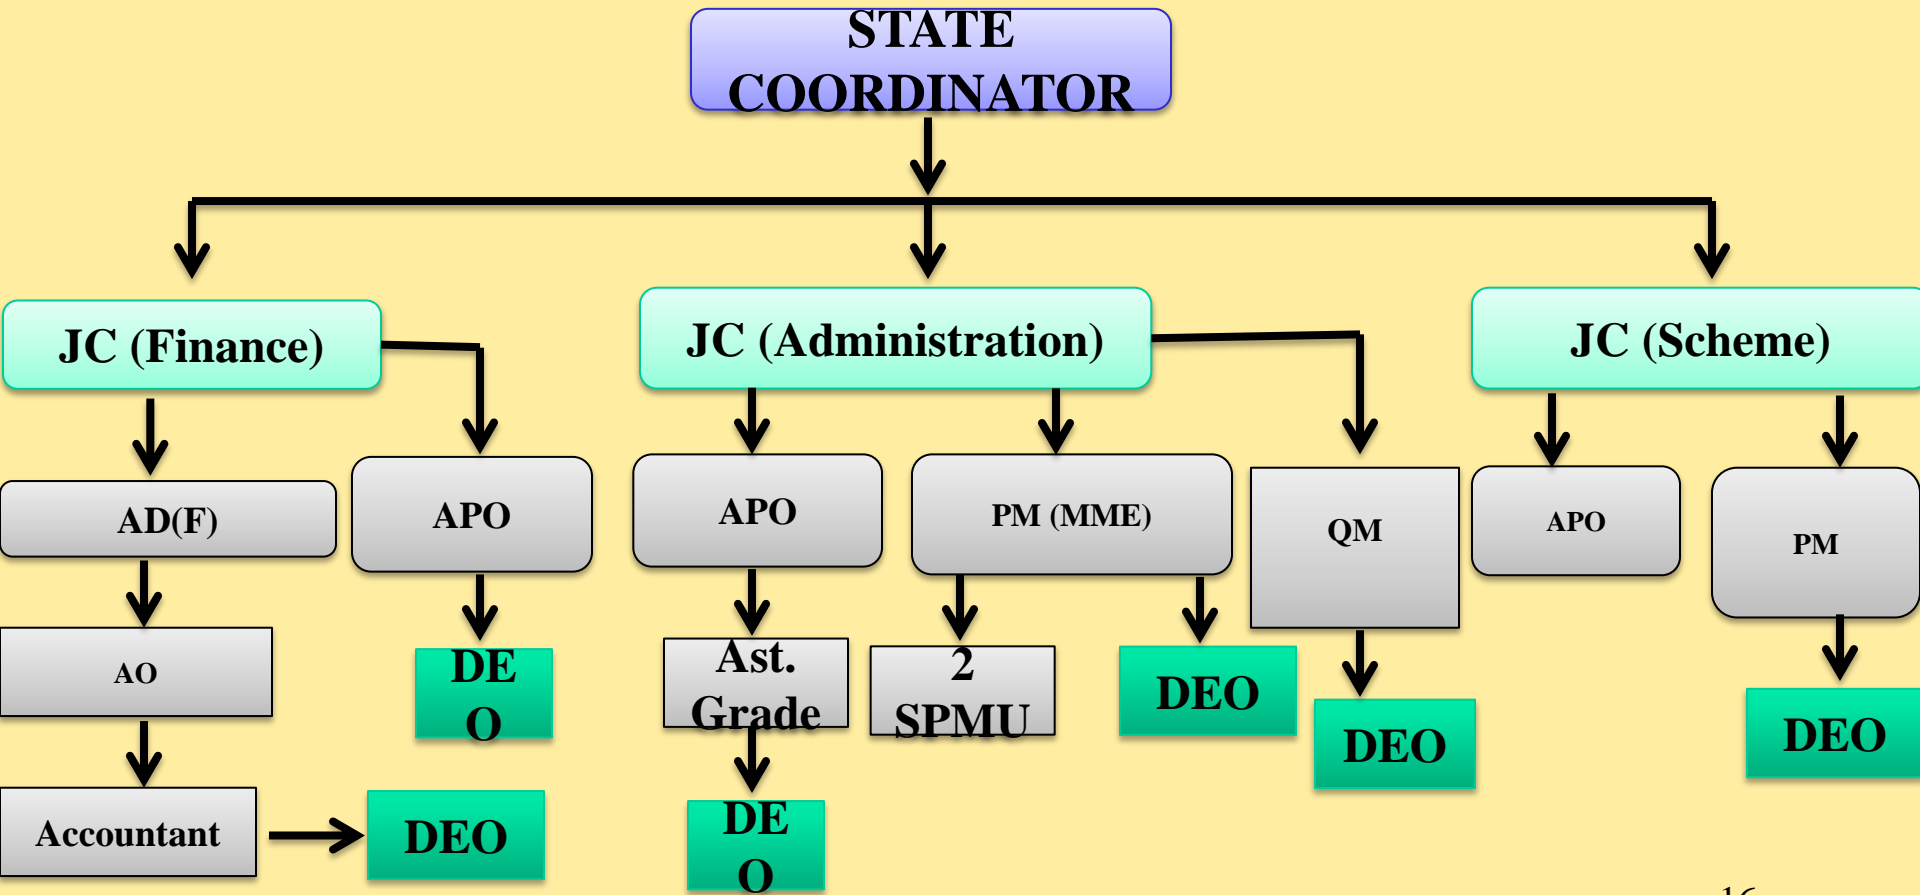 STATE
COORDINATOR
JC (Finance)
JC (Administration)
JC (Scheme)
AD(F)
APO
APO
PM (MME)
QM
APO
PM
AO
DE
O
Ast.
Grade
2
SPMU
DEO
DEO
DEO
Accountant
DEO
DE
O
16